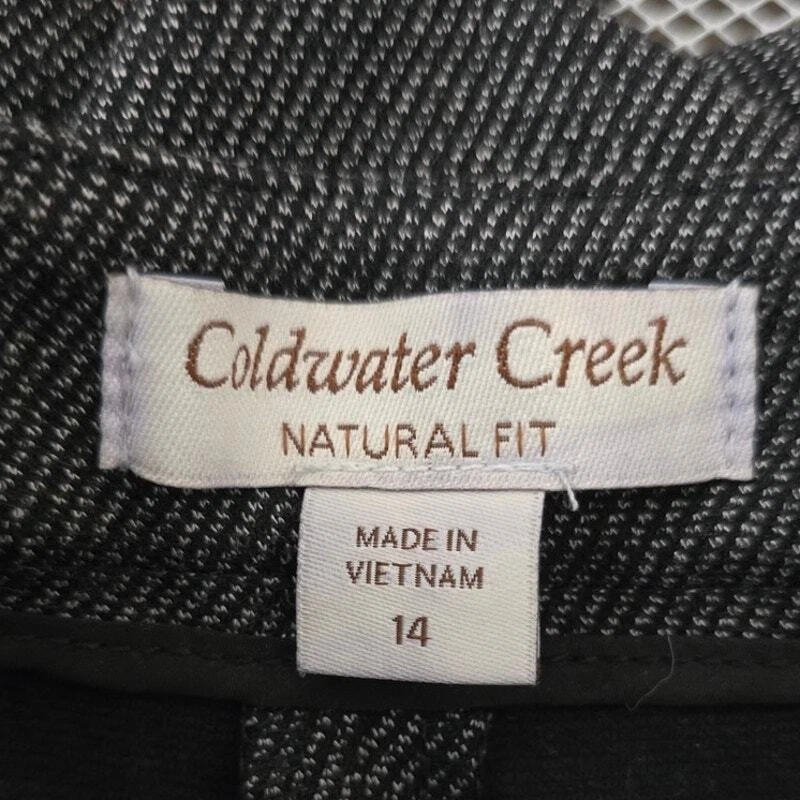 Coldwater Creek
NATURAL FIT
MADE IN
VIETNAM
14